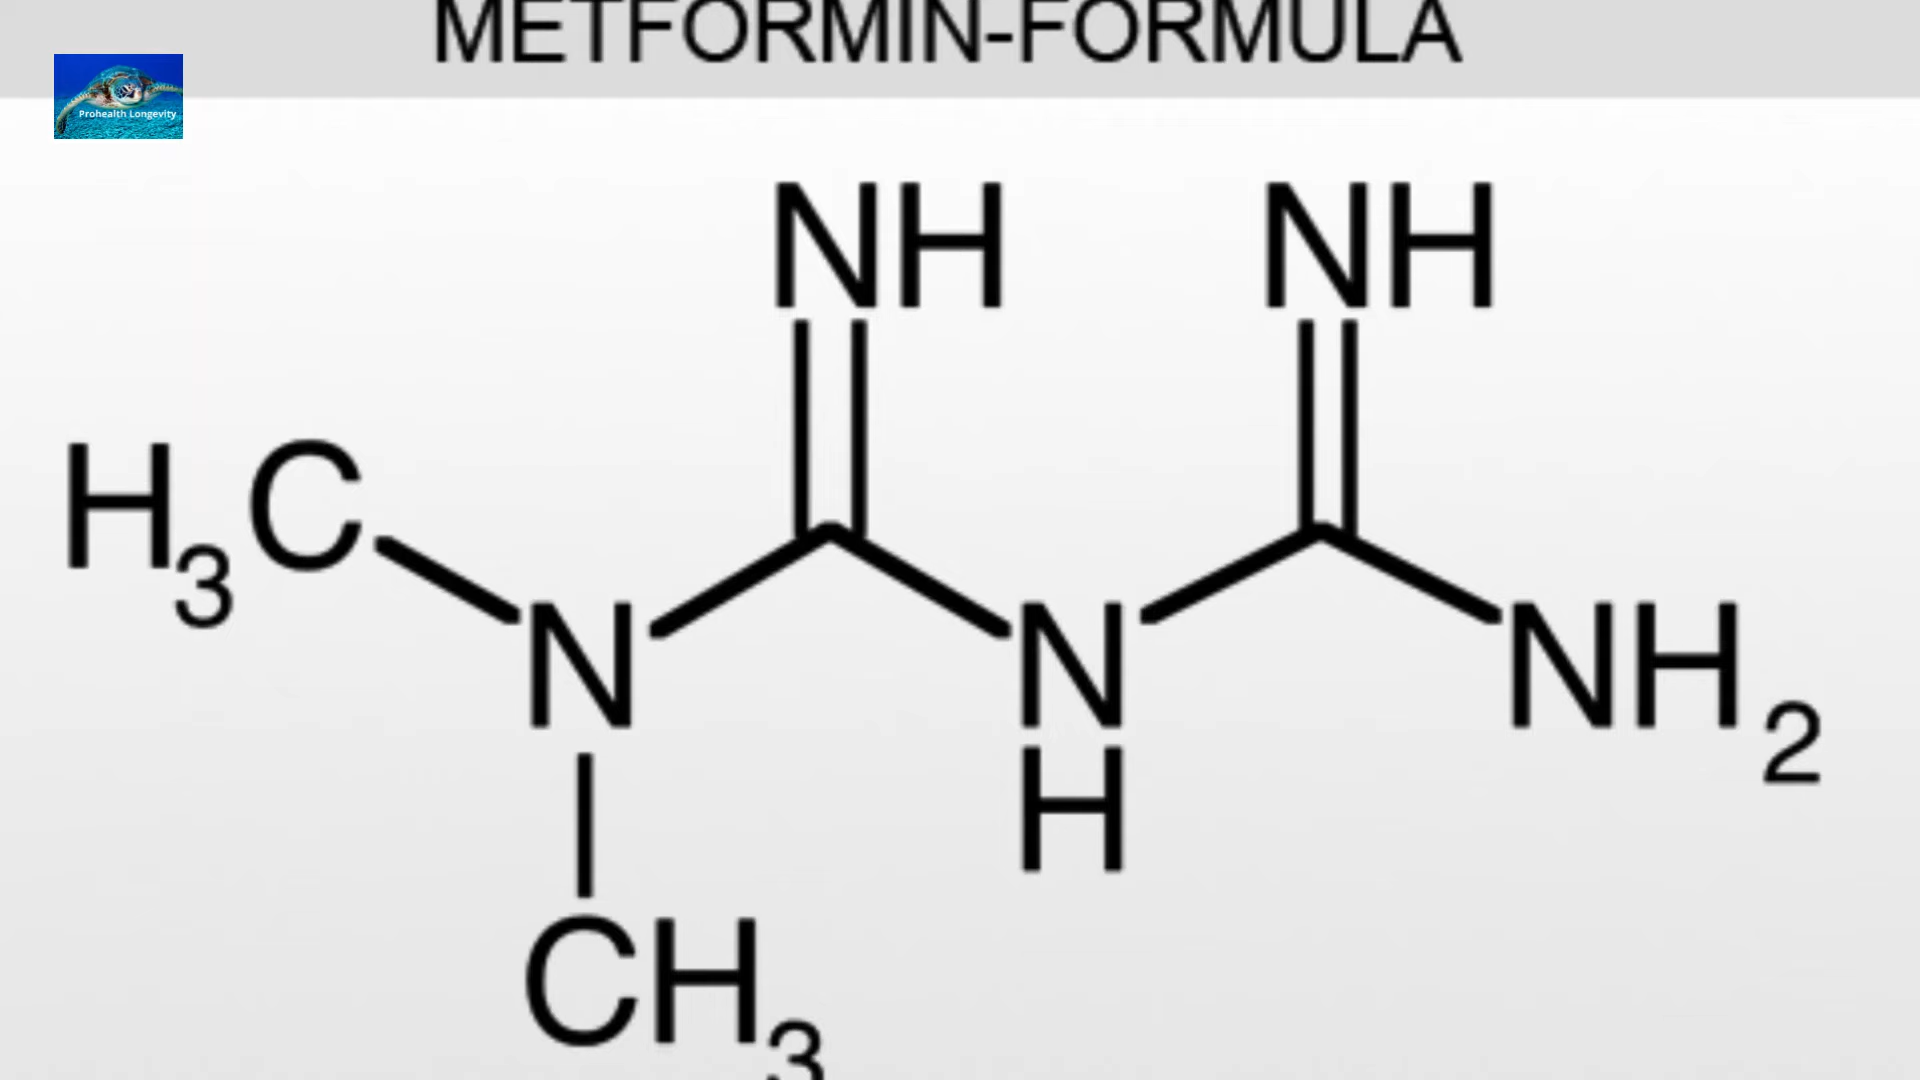 METFORMIN-FORMULA
Prohealth Longevity
NH NH
H3C
N N NH2
H
CH3